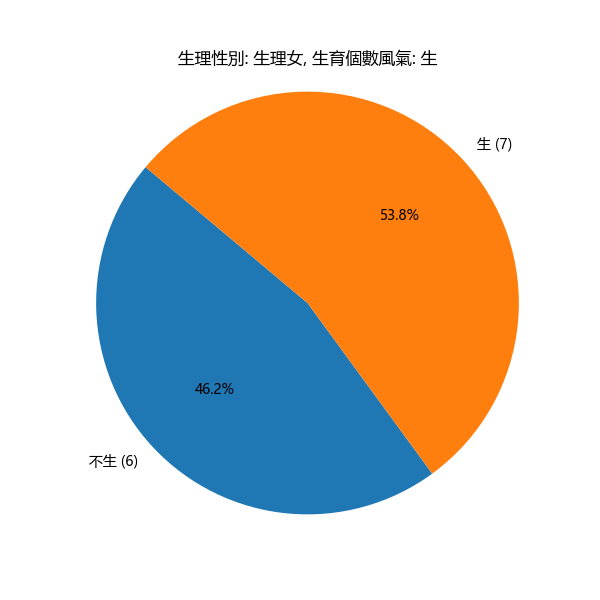 生理性別: 生理女, 生育個數風氣: 生
生 (7)
53.8%
46.2%
不生 (6)